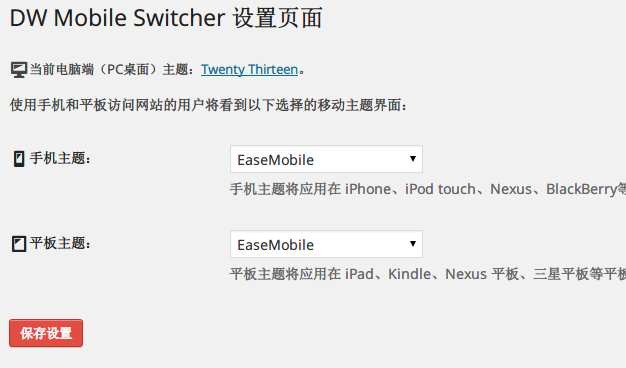 DW Mobile Switcher 设置页面
当前电脑端（PC桌面）主题：Twenty Thirteen。
使用手机和平板访问网站的用户将看到以下选择的移动主题界面：
手机主题： EaseMobile
手机主题将应用在 iPhone、iPod touch、Nexus、BlackBerry等
平板主题： EaseMobile
平板主题将应用在 iPad、Kindle、Nexus 平板、三星平板等平板
保存设置